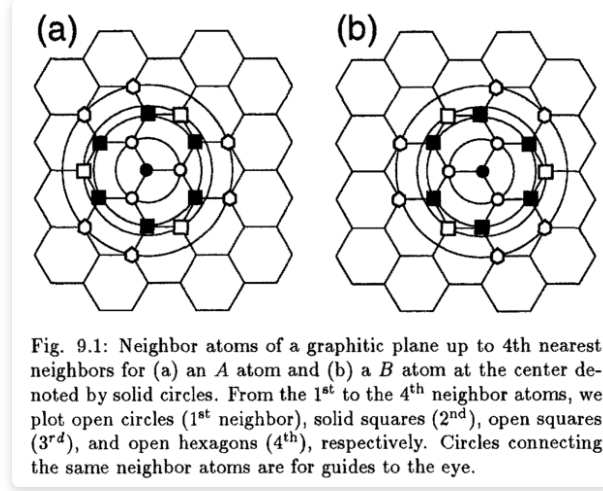 (a) (b)
Fig. 9.1: Neighbor atoms of a graphitic plane up to 4th nearest
neighbors for (a) an A atom and (b) a B atom at the center de-
noted by solid circles. From the 1st to the 4th neighbor atoms, we
plot open circles (1st neighbor), solid squares (2nd), open squares
(3rd), and open hexagons (4th), respectively. Circles connecting
the same neighbor atoms are for guides to the eye.